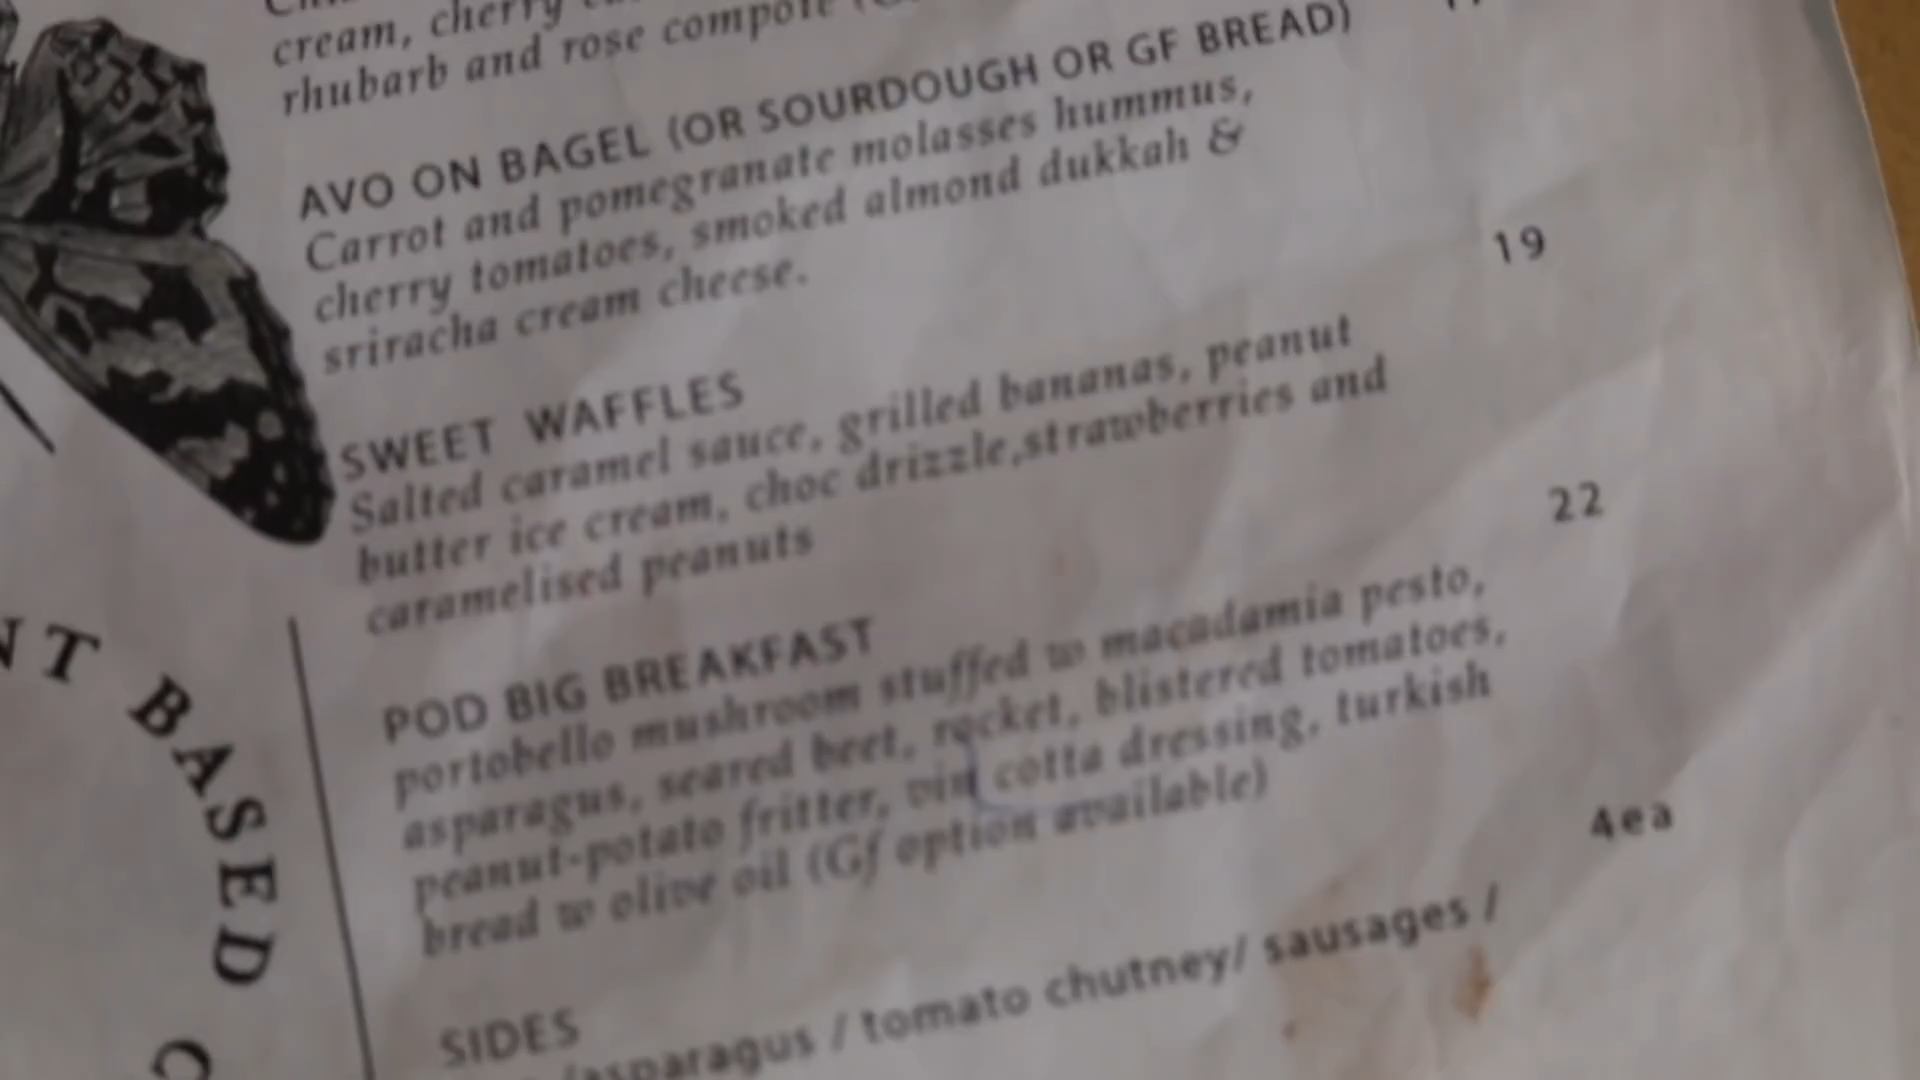 cream, cherry
rhubarb and rose compote
AVO ON BAGEL (OR SOURDOUGH OR GF BREAD)
Carrot and pomegranate molasses hummus,
cherry tomatoes, smoked almond dukkah &
sriracha cream cheese.
19
SWEET WAFFLES
Salted caramel sauce, grilled bananas, peanut
butter ice cream, choc drizzle,strawberries and
caramelised peanuts
22
POD BIG BREAKFAST
portobello mushroom stuffed w macadamia pesto,
asparagus, seared beet, rocket, blistered tomatoes,
peanut-potato fritter, vin cotta dressing, turkish
bread w olive oil (Gf option available)
4ea
SIDES
/asparagus / tomato chutney/ sausages /
NT BASED C